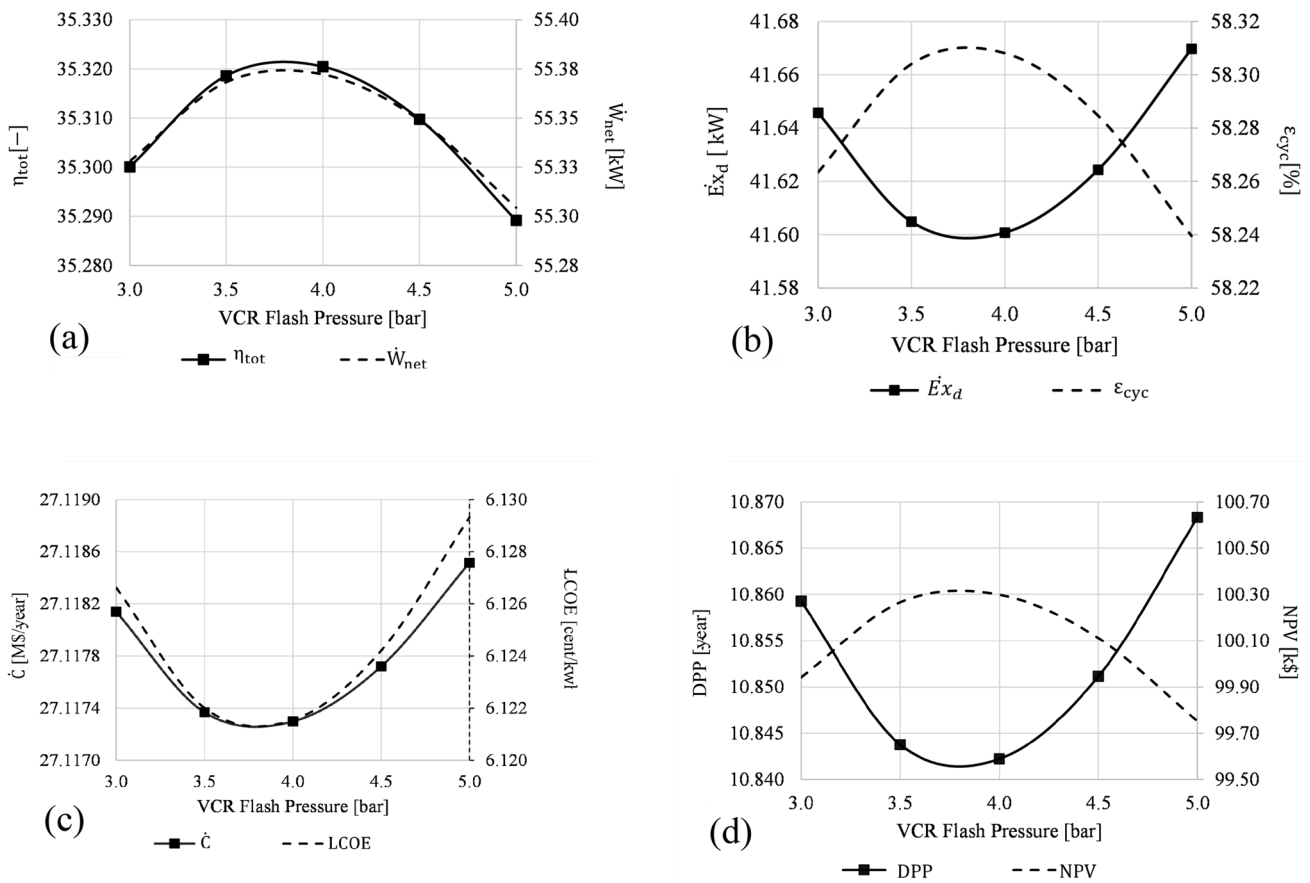 35.330
35.320
35.310
35.300
35.290
35.280
55.40
55.38
55.35
55.33
55.30
55.28
η_tot[−]
Ẇ_net [kW]
3.0 3.5 4.0 4.5 5.0
VCR Flash Pressure [bar]
(a)
η_tot Ẇ_net
41.68
41.66
41.64
41.62
41.60
41.58
58.32
58.30
58.28
58.26
58.24
58.22
Ėx_d [ kW]
ε_cyc[%]
3.0 3.5 4.0 4.5 5.0
VCR Flash Pressure [bar]
(b)
Ėx_d ε_cyc
27.1190
27.1186
27.1182
27.1178
27.1174
27.1170
6.130
6.128
6.126
6.124
6.122
6.120
Ċ [M$/year]
LCOE [cent/kwl
3.0 3.5 4.0 4.5 5.0
VCR Flash Pressure [bar]
(c)
Ċ LCOE
10.870
10.865
10.860
10.855
10.850
10.845
10.840
100.70
100.50
100.30
100.10
99.90
99.70
99.50
DPP [year]
NPV [k$]
3.0 3.5 4.0 4.5 5.0
VCR Flash Pressure [bar]
(d)
DPP NPV